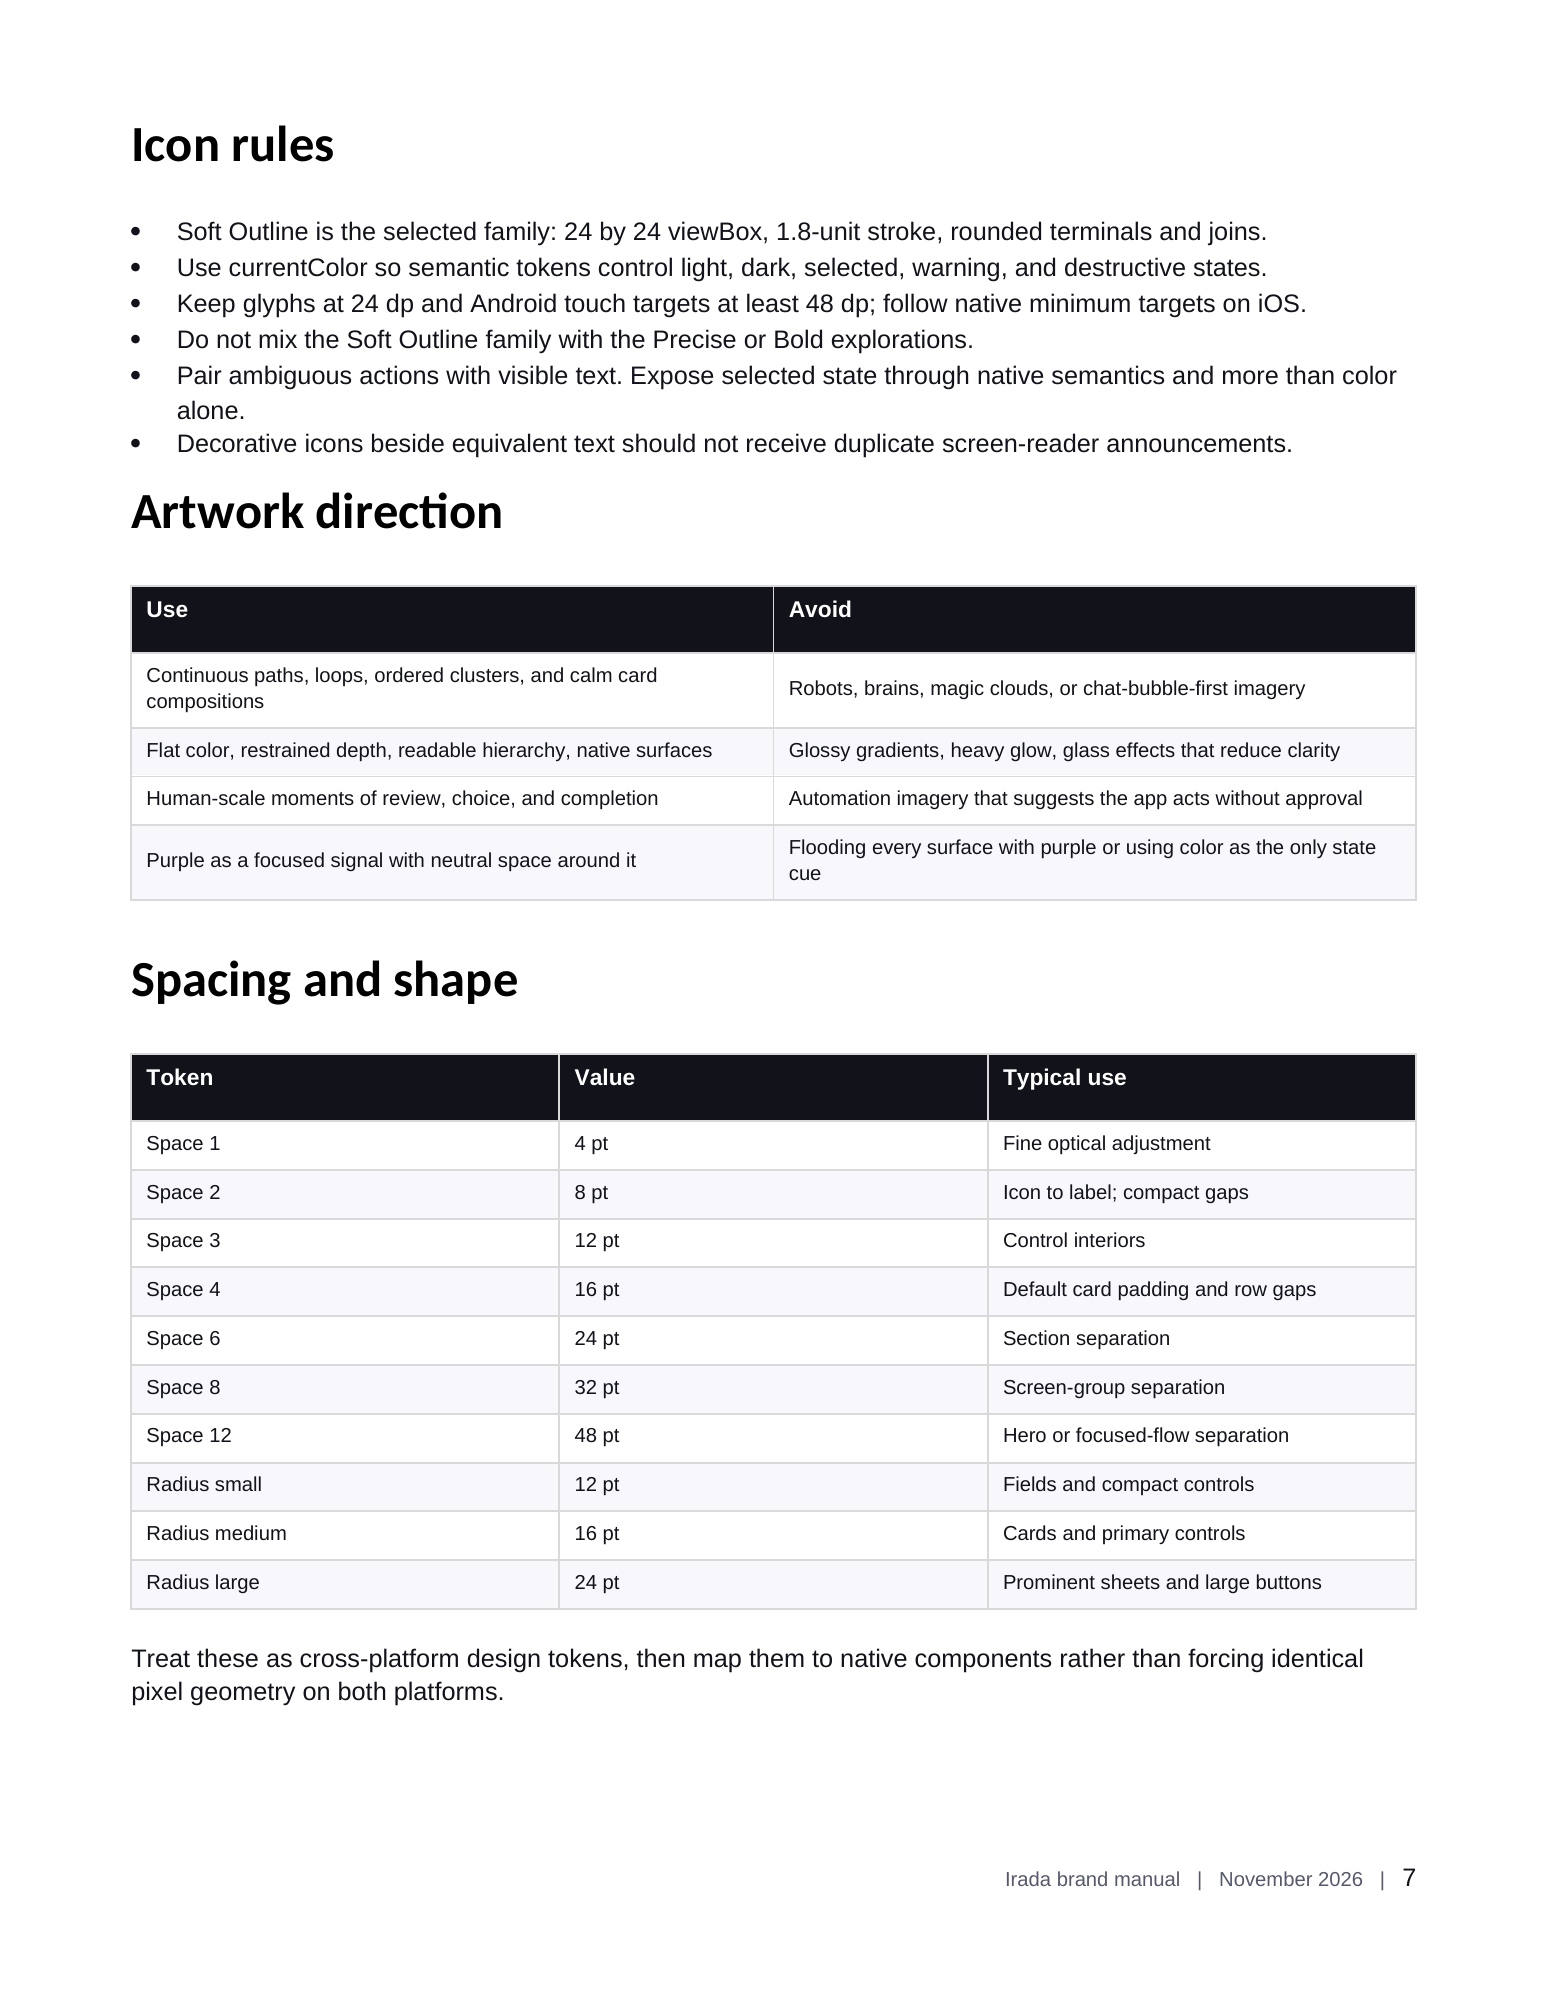 Icon rules
• Soft Outline is the selected family: 24 by 24 viewBox, 1.8-unit stroke, rounded terminals and joins.
• Use currentColor so semantic tokens control light, dark, selected, warning, and destructive states.
• Keep glyphs at 24 dp and Android touch targets at least 48 dp; follow native minimum targets on iOS.
• Do not mix the Soft Outline family with the Precise or Bold explorations.
• Pair ambiguous actions with visible text. Expose selected state through native semantics and more than color
alone.
• Decorative icons beside equivalent text should not receive duplicate screen-reader announcements.
Artwork direction
Use Avoid
Continuous paths, loops, ordered clusters, and calm card
compositions
Robots, brains, magic clouds, or chat-bubble-first imagery
Flat color, restrained depth, readable hierarchy, native surfaces Glossy gradients, heavy glow, glass effects that reduce clarity
Human-scale moments of review, choice, and completion Automation imagery that suggests the app acts without approval
Purple as a focused signal with neutral space around it
Flooding every surface with purple or using color as the only state
cue
Spacing and shape
Token Value Typical use
Space 1 4 pt Fine optical adjustment
Space 2 8 pt Icon to label; compact gaps
Space 3 12 pt Control interiors
Space 4 16 pt Default card padding and row gaps
Space 6 24 pt Section separation
Space 8 32 pt Screen-group separation
Space 12 48 pt Hero or focused-flow separation
Radius small 12 pt Fields and compact controls
Radius medium 16 pt Cards and primary controls
Radius large 24 pt Prominent sheets and large buttons
Treat these as cross-platform design tokens, then map them to native components rather than forcing identical
pixel geometry on both platforms.
Irada brand manual | November 2026 | 7